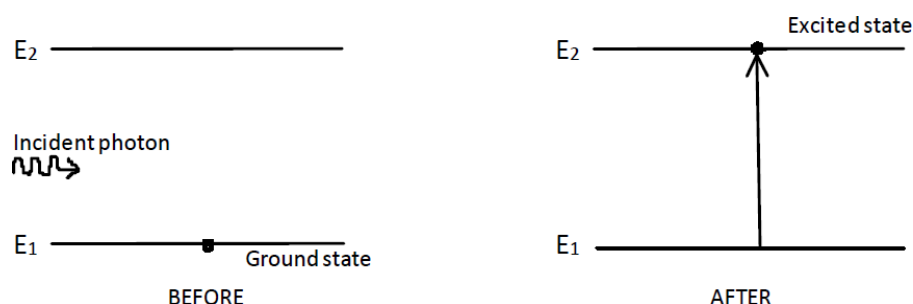 E₂
Incident photon
E₁
Ground state
BEFORE
Excited state
E₂
E₁
AFTER